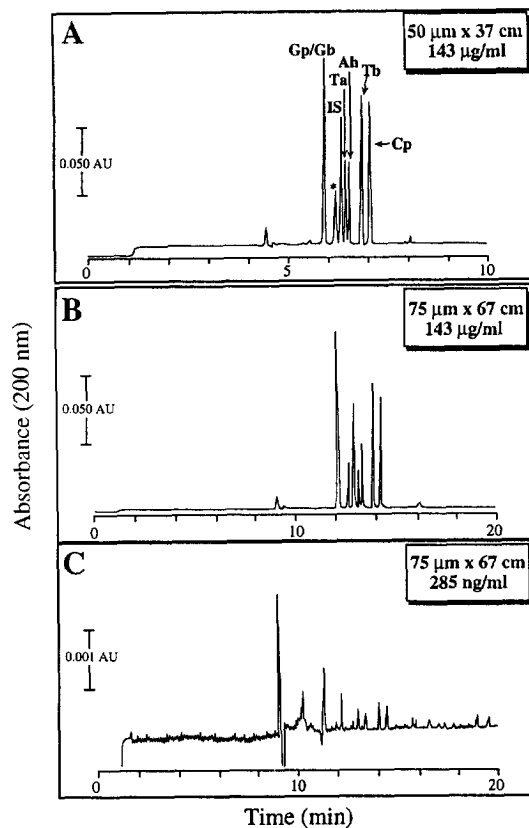 A
50 µm x 37 cm
143 µg/ml
Gp/Gb
Ah
Ta
Tb
IS
Cp
*
0.050 AU
0
5
10
B
75 µm x 67 cm
143 µg/ml
0.050 AU
0
10
20
C
75 µm x 67 cm
285 ng/ml
0.001 AU
0
10
20
Absorbance (200 nm)
Time (min)